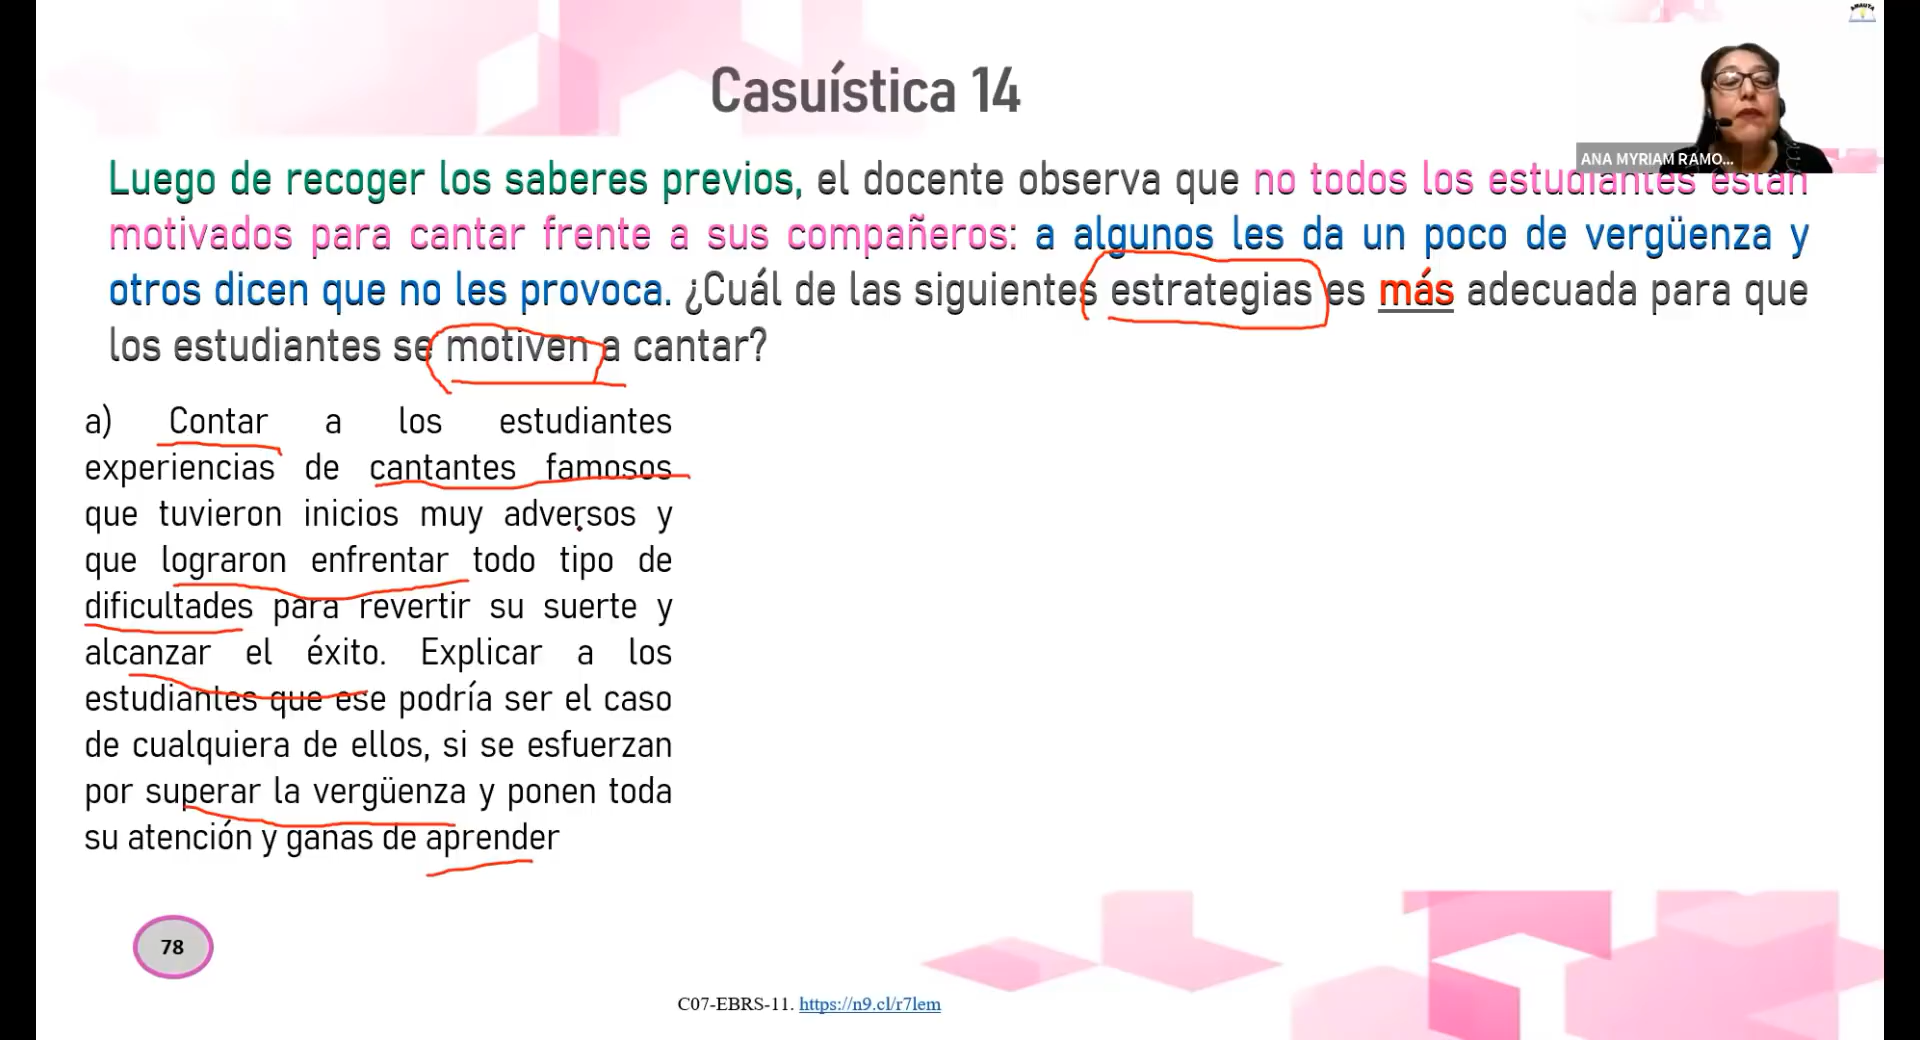 AMAUTA
Casuística 14
ANA MYRIAM RAMO...
Luego de recoger los saberes previos, el docente observa que no todos los estudiantes están
motivados para cantar frente a sus compañeros: a algunos les da un poco de vergüenza y
otros dicen que no les provoca. ¿Cuál de las siguientes estrategias es más adecuada para que
los estudiantes se motiven a cantar?
a) Contar a los estudiantes
experiencias de cantantes famosos
que tuvieron inicios muy adversos y
que lograron enfrentar todo tipo de
dificultades para revertir su suerte y
alcanzar el éxito. Explicar a los
estudiantes que ese podría ser el caso
de cualquiera de ellos, si se esfuerzan
por superar la vergüenza y ponen toda
su atención y ganas de aprender
78
C07-EBRS-11. https://n9.cl/r7lem